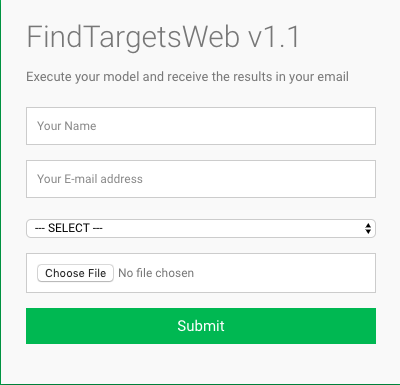 FindTargetsWeb v1.1
Execute your model and receive the results in your email
Your Name
Your E-mail address
--- SELECT ---
Choose File No file chosen
Submit